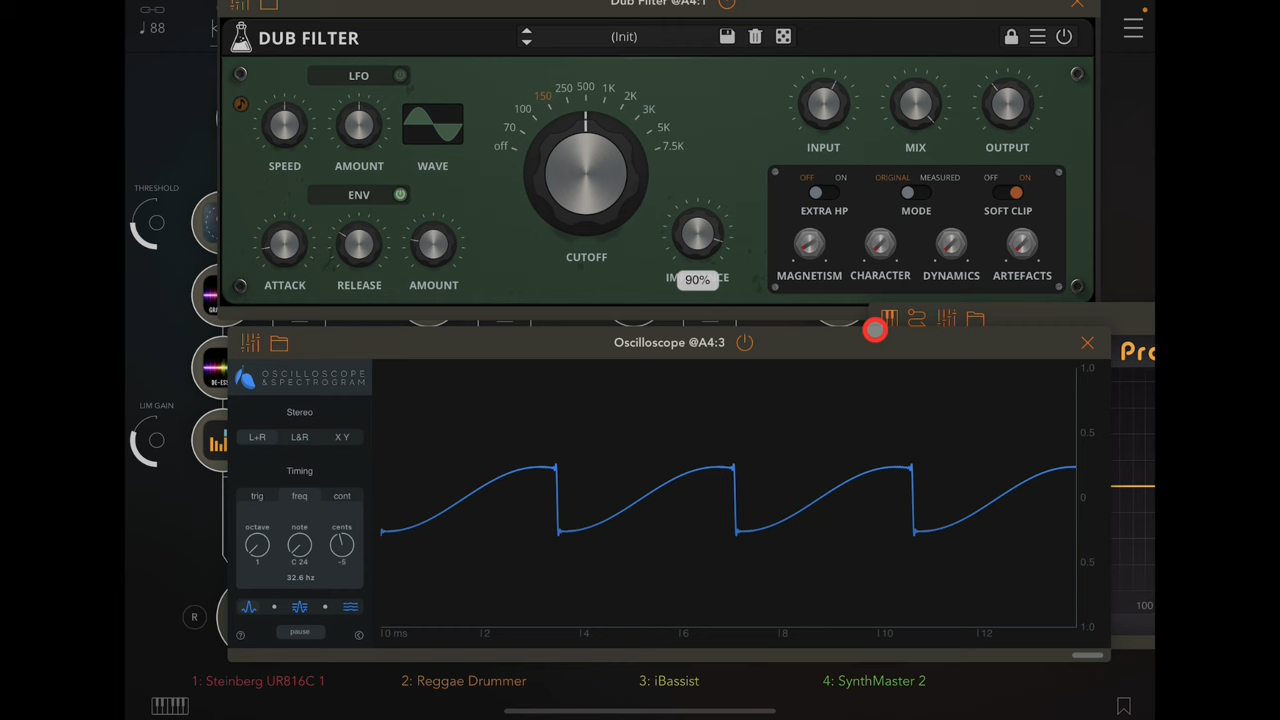 Dub Filter @A4:1
♩88
DUB FILTER
(Init)
LFO
SPEED
AMOUNT
WAVE
ENV
ATTACK
RELEASE
AMOUNT
off
70
100
150
250
500
1K
2K
3K
5K
7.5K
CUTOFF
90%
INPUT
MIX
OUTPUT
OFF ON
EXTRA HP
ORIGINAL MEASURED
MODE
OFF ON
SOFT CLIP
MAGNETISM
CHARACTER
DYNAMICS
ARTEFACTS
THRESHOLD
LIM GAIN
R
Oscilloscope @A4:3
OSCILLOSCOPE
& SPECTROGRAM
Stereo
L+R L&R X Y
Timing
trig freq cont
octave note cents
1 C 24 -5
32.6 hz
pause
1.0
0.5
0
0.5
1.0
0 ms 2 4 6 8 10 12
Pro
100
1: Steinberg UR816C 1
2: Reggae Drummer
3: iBassist
4: SynthMaster 2